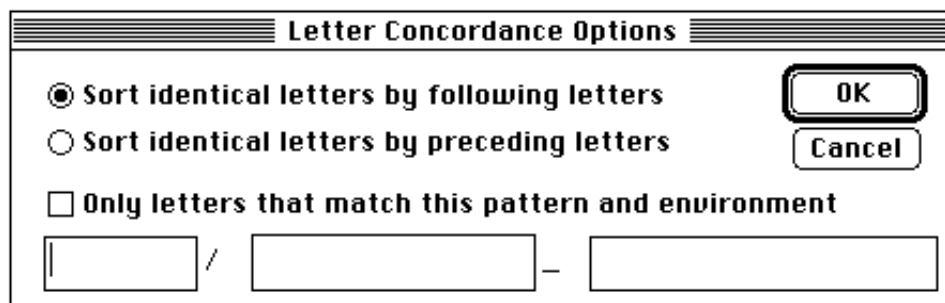 Letter Concordance Options
Sort identical letters by following letters
OK
Sort identical letters by preceding letters
Cancel
Only letters that match this pattern and environment
/ _